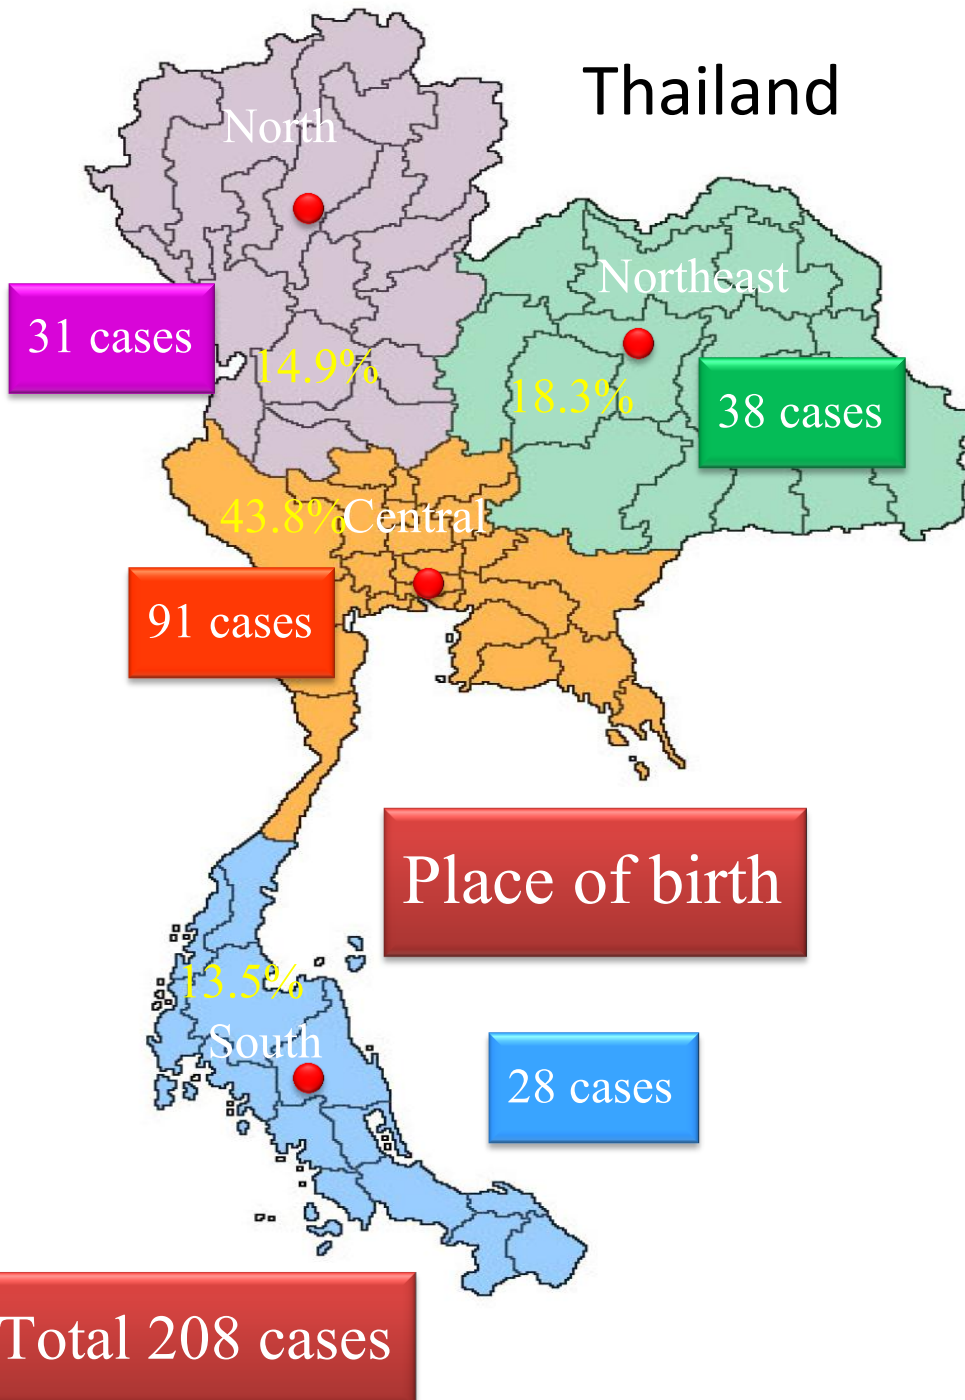 Thailand
North
Northeast
31 cases
14.9%
18.3%
38 cases
43.8%
Central
91 cases
Place of birth
13.5%
South
28 cases
Total 208 cases